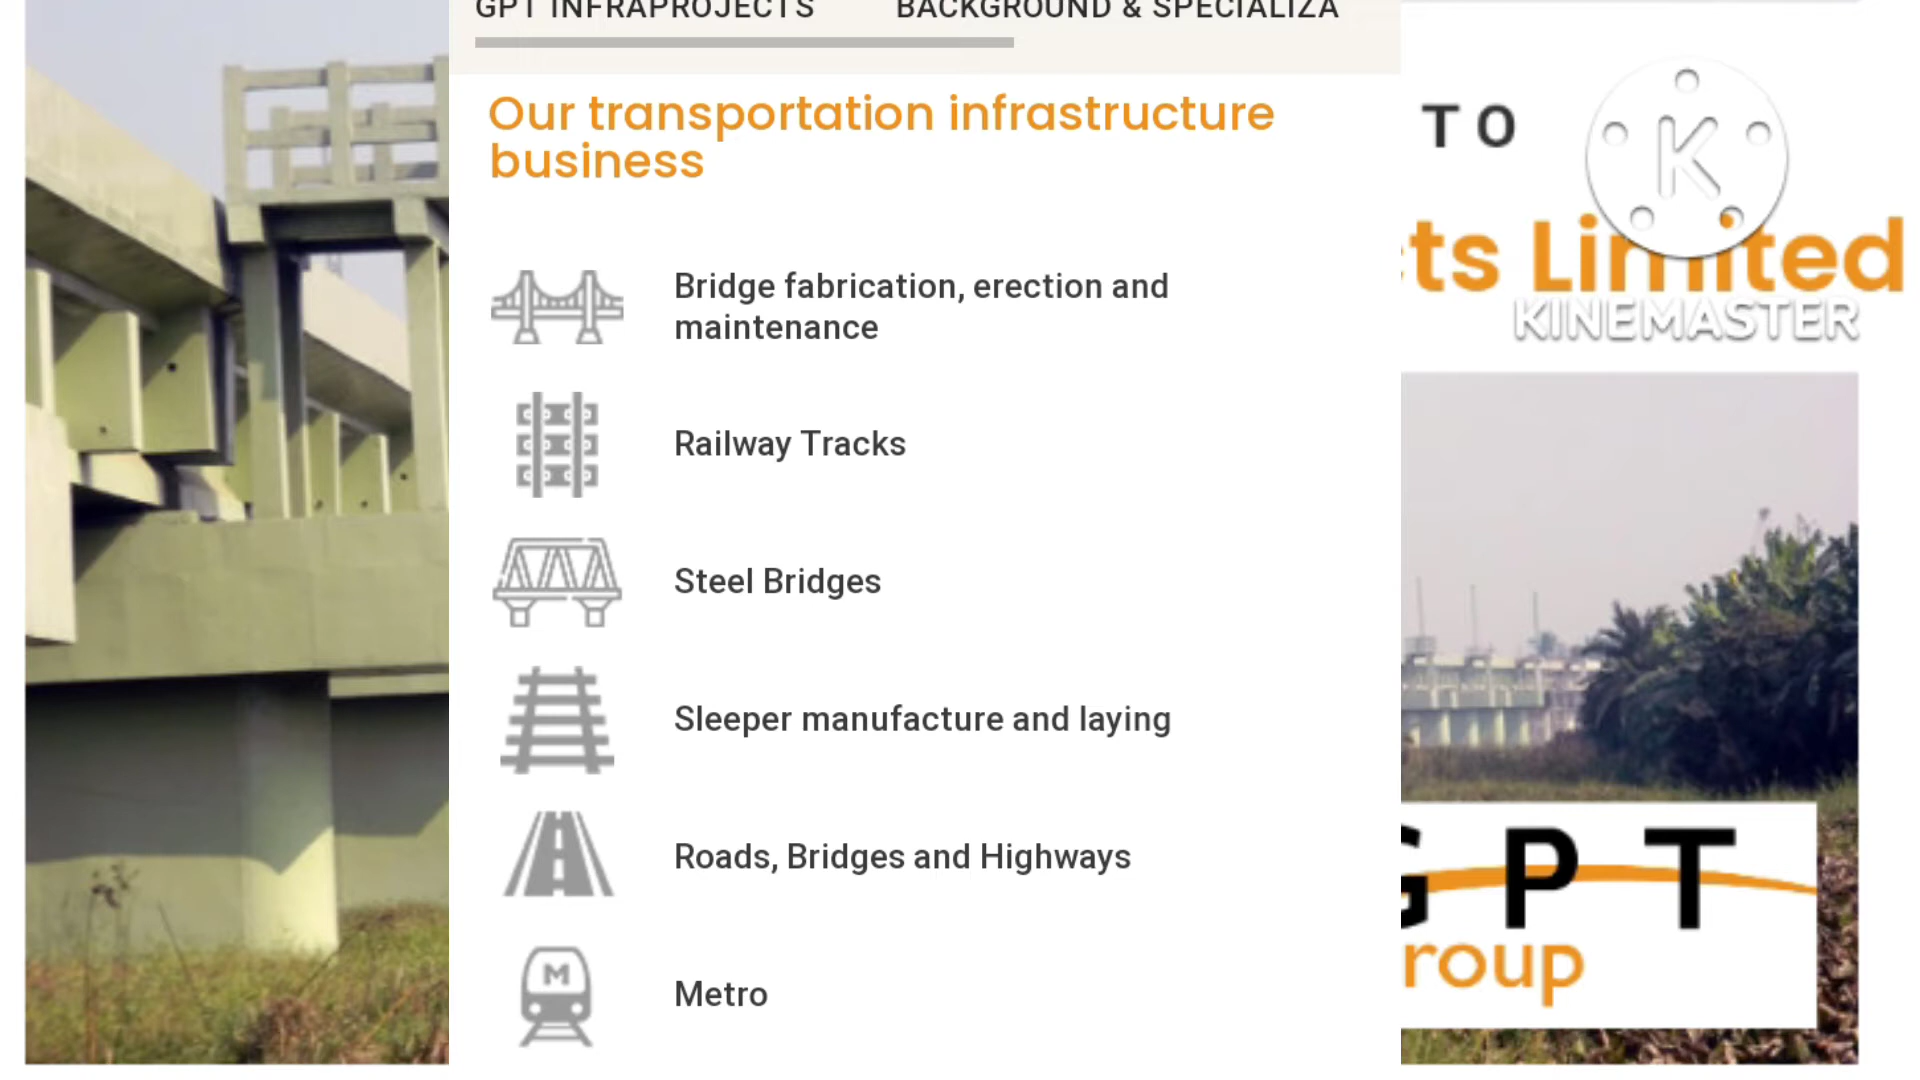 GPT INFRAPROJECTS
BACKGROUND & SPECIALIZA
Our transportation infrastructure
business
Bridge fabrication, erection and
maintenance
Railway Tracks
Steel Bridges
Sleeper manufacture and laying
Roads, Bridges and Highways
M
Metro
TO
K
ts Limited
KINEMASTER
GPT
roup